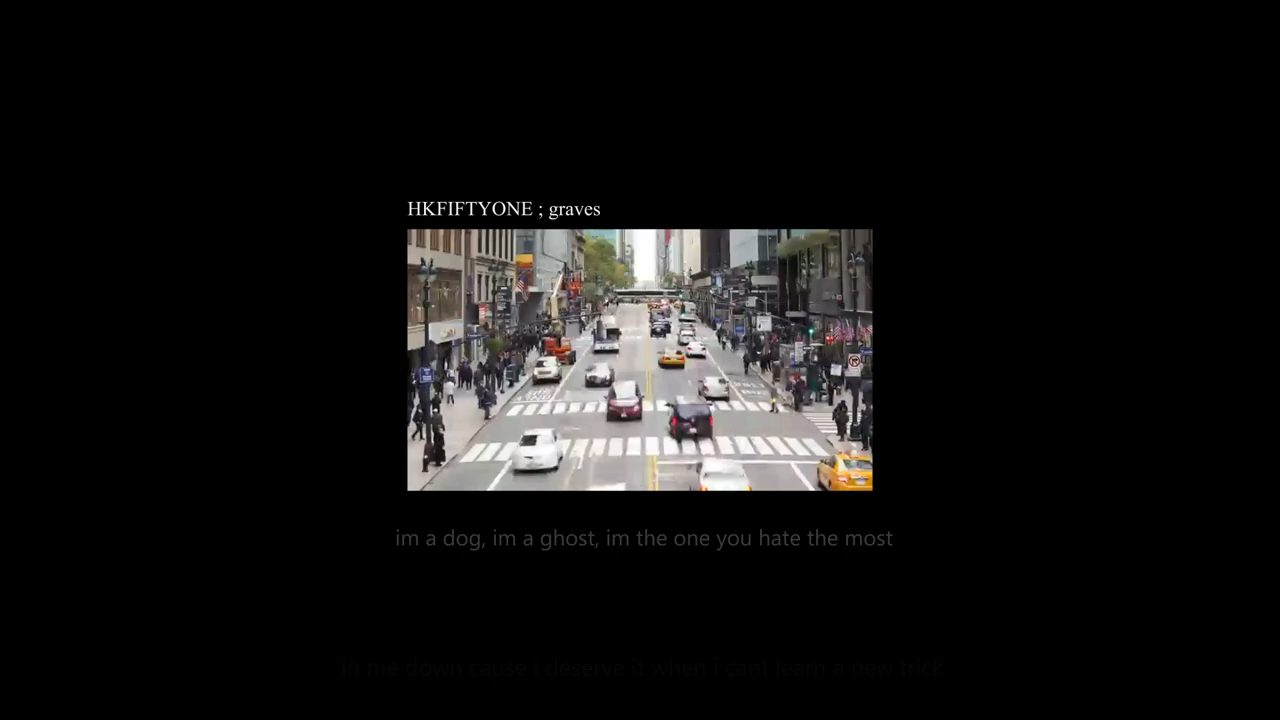 HKFIFTYONE ; graves
im a dog, im a ghost, im the one you hate the most
in me down cause i deserve it when i cant learn a new trick